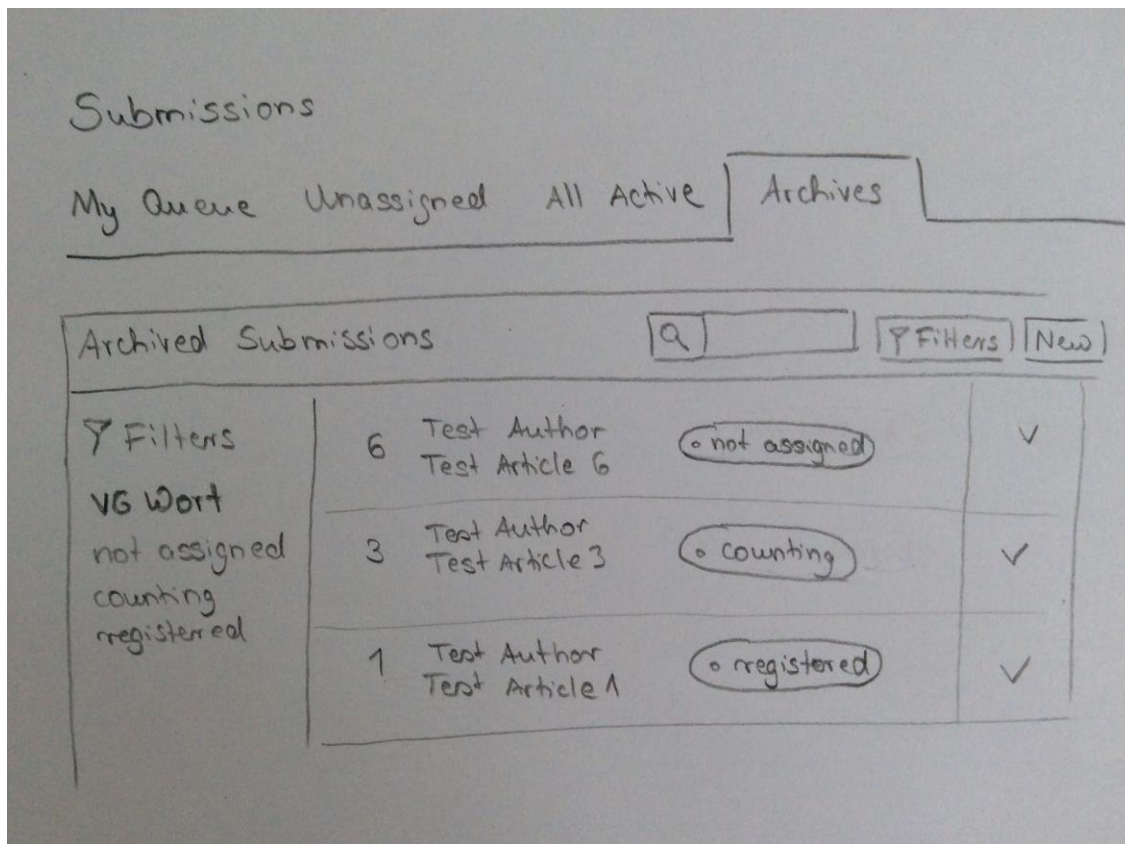 Submissions
My Queue Unassigned All Active Archives
Archived Submissions Filters New
Filters
VG Wort
not assigned
counting
registered
6 Test Author
Test Article 6
not assigned
3 Test Author
Test Article 3
counting
1 Test Author
Test Article 1
registered